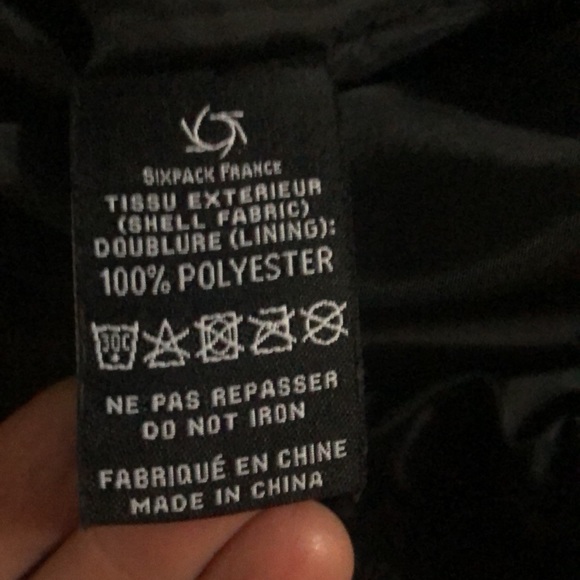 SIXPACK FRANCE
TISSU EXTERIEUR
(SHELL FABRIC)
DOUBLURE (LINING):
100% POLYESTER
30C
NE PAS REPASSER
DO NOT IRON
FABRIQUÉ EN CHINE
MADE IN CHINA